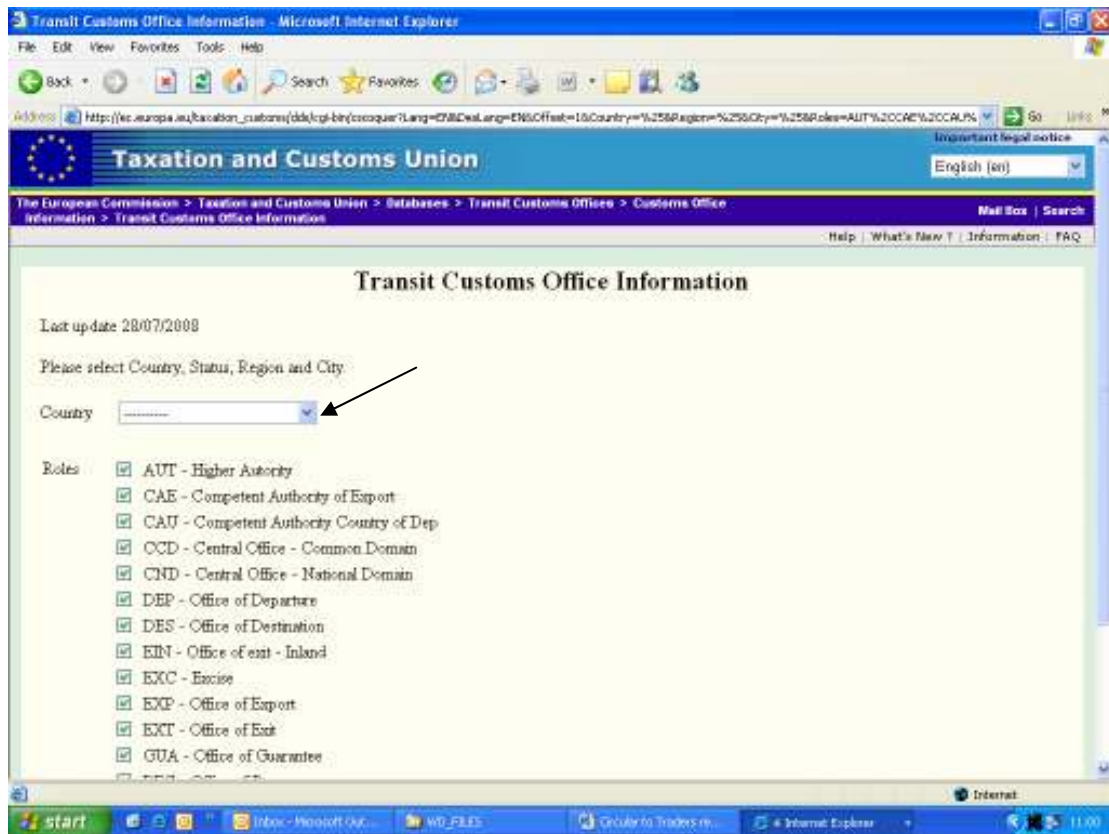 Transit Customs Office Information - Microsoft Internet Explorer
File Edit View Favorites Tools Help
Back Search Favorites
Address Go Links
Important legal notice
Taxation and Customs Union
English (en)
The European Commission > Taxation and Customs Union > Databases > Transit Customs Offices > Customs Office
Information > Transit Customs Office Information
Mail Box | Search
Help | What's New ? | Information | FAQ
Transit Customs Office Information
Last update 28/07/2008
Please select Country, Status, Region and City.
Country ----------
Roles AUT - Higher Autority
CAE - Competent Authority of Export
CAU - Competent Authority Country of Dep
CCD - Central Office - Common Domain
CND - Central Office - National Domain
DEP - Office of Departure
DES - Office of Destination
EIN - Office of exit - Inland
EXC - Excise
EXP - Office of Export
EXT - Office of Exit
GUA - Office of Guarantee
Internet
start Inbox - Microsoft Out... WD_FILES Circular to Traders re... 4 Internet Explorer 11:00